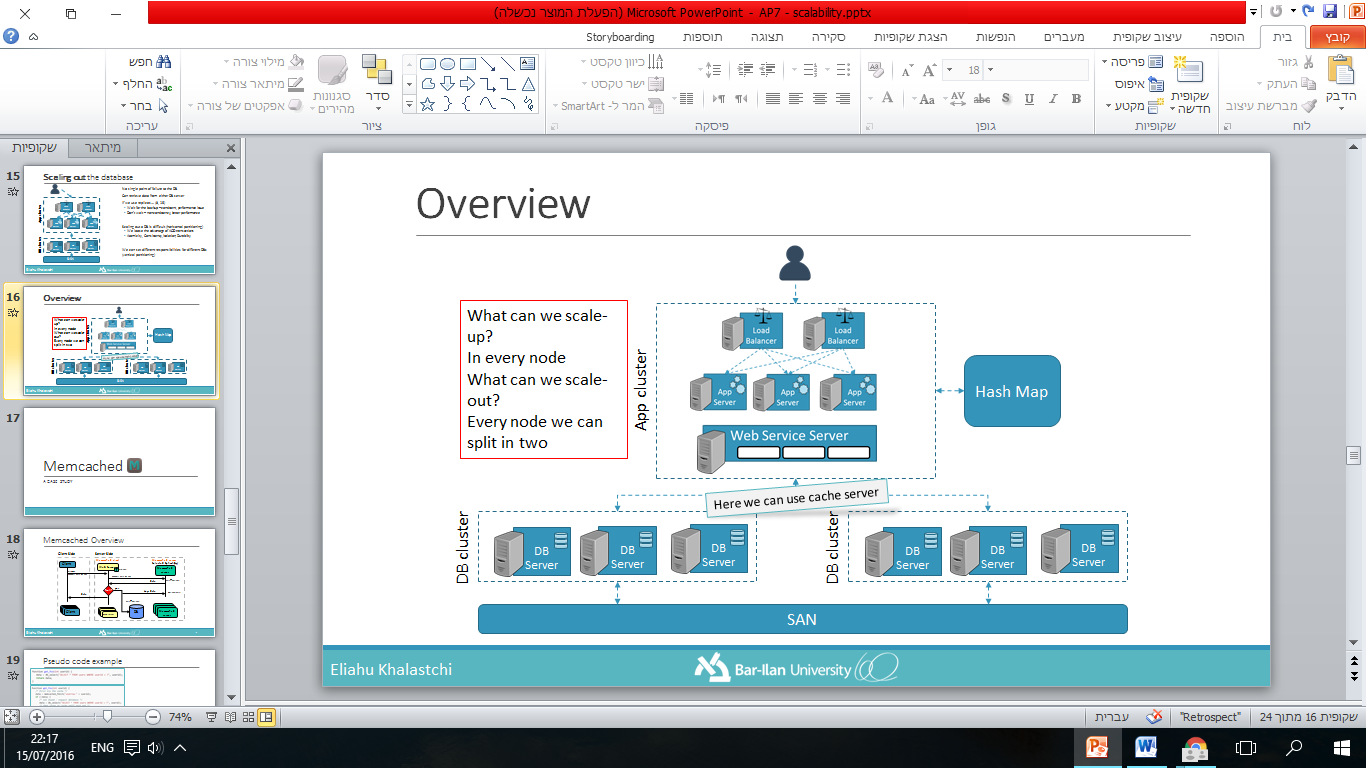 (הפעלת המוצר נכשלה) Microsoft PowerPoint - AP7 - scalability.pptx
קובץ
בית
הוספה
עיצוב שקופית
מעברים
הנפשות
הצגת שקופיות
סקירה
תצוגה
תוספות
Storyboarding
הדבק
גזור
העתק
מברשת עיצוב
לוח
שקופית חדשה
פריסה
איפוס
מקטע
שקופיות
18
גופן
פיסקה
כיוון טקסט
ישר טקסט
המר ל- SmartArt
סדר
סגנונות מהירים
מילוי צורה
מיתאר צורה
אפקטים של צורה
ציור
חפש
החלף
בחר
עריכה
שקופיות
מיתאר
15
Scaling out the database
16
Overview
17
Memcached
A CASE STUDY
18
Memcached Overview
19
Pseudo code example
Overview
What can we scale-
up?
In every node
What can we scale-
out?
Every node we can
split in two
App cluster
Load
Balancer
Load
Balancer
App
Server
App
Server
App
Server
Web Service Server
Hash Map
Here we can use cache server
DB cluster
DB
Server
DB
Server
DB
Server
DB cluster
DB
Server
DB
Server
DB
Server
SAN
Eliahu Khalastchi
Bar-Ilan University 60
שקופית 16 מתוך 24
"Retrospect"
עברית
74%
22:17
15/07/2016
ENG